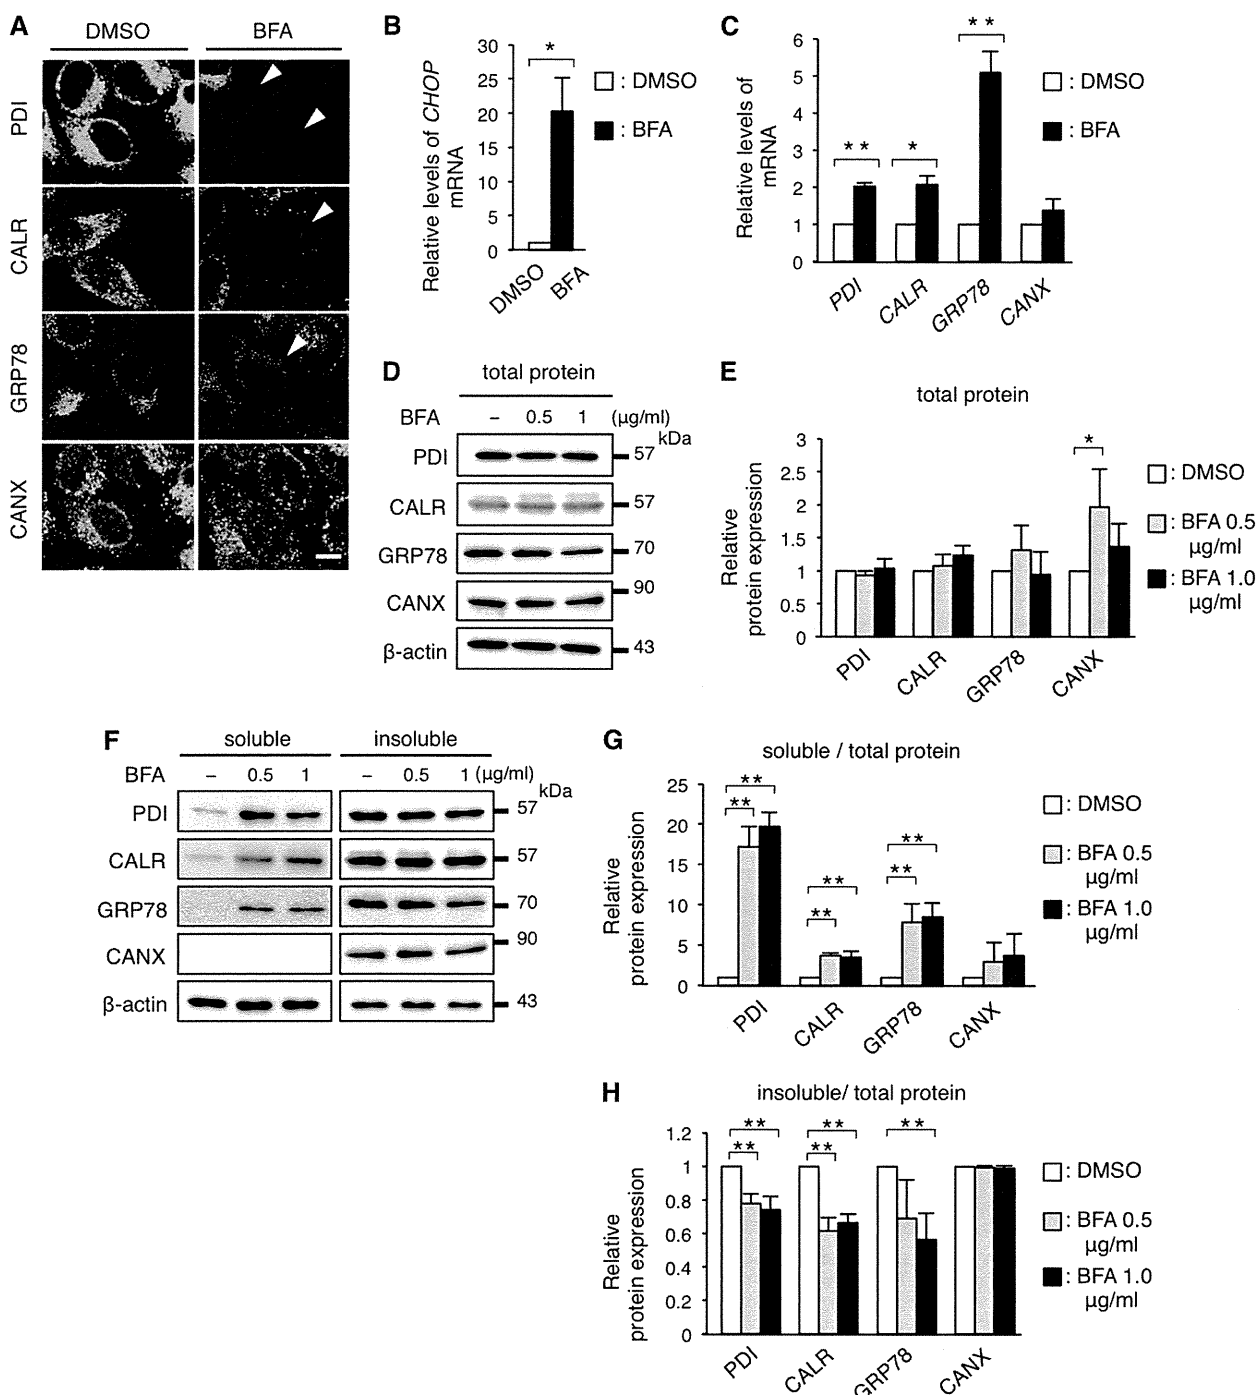 A
DMSO
BFA
PDI
CALR
GRP78
CANX
B
Relative levels of CHOP
mRNA
30
25
20
15
10
5
0
*
DMSO
BFA
: DMSO
: BFA
C
Relative levels of
mRNA
6
5
4
3
2
1
0
**
*
**
PDI
CALR
GRP78
CANX
: DMSO
: BFA
D
total protein
BFA
–
0.5
1
(µg/ml)
kDa
PDI
57
CALR
57
GRP78
70
CANX
90
β-actin
43
E
total protein
Relative
protein expression
3
2.5
2
1.5
1
0.5
0
*
PDI
CALR
GRP78
CANX
: DMSO
: BFA 0.5
µg/ml
: BFA 1.0
µg/ml
F
soluble
insoluble
BFA
–
0.5
1
–
0.5
1 (µg/ml)
kDa
PDI
57
CALR
57
GRP78
70
CANX
90
β-actin
43
G
soluble / total protein
Relative
protein expression
25
20
15
10
5
0
**
**
**
**
**
**
PDI
CALR
GRP78
CANX
: DMSO
: BFA 0.5
µg/ml
: BFA 1.0
µg/ml
H
insoluble/ total protein
Relative
protein expression
1.2
1
0.8
0.6
0.4
0.2
0
**
**
**
**
**
PDI
CALR
GRP78
CANX
: DMSO
: BFA 0.5
µg/ml
: BFA 1.0
µg/ml